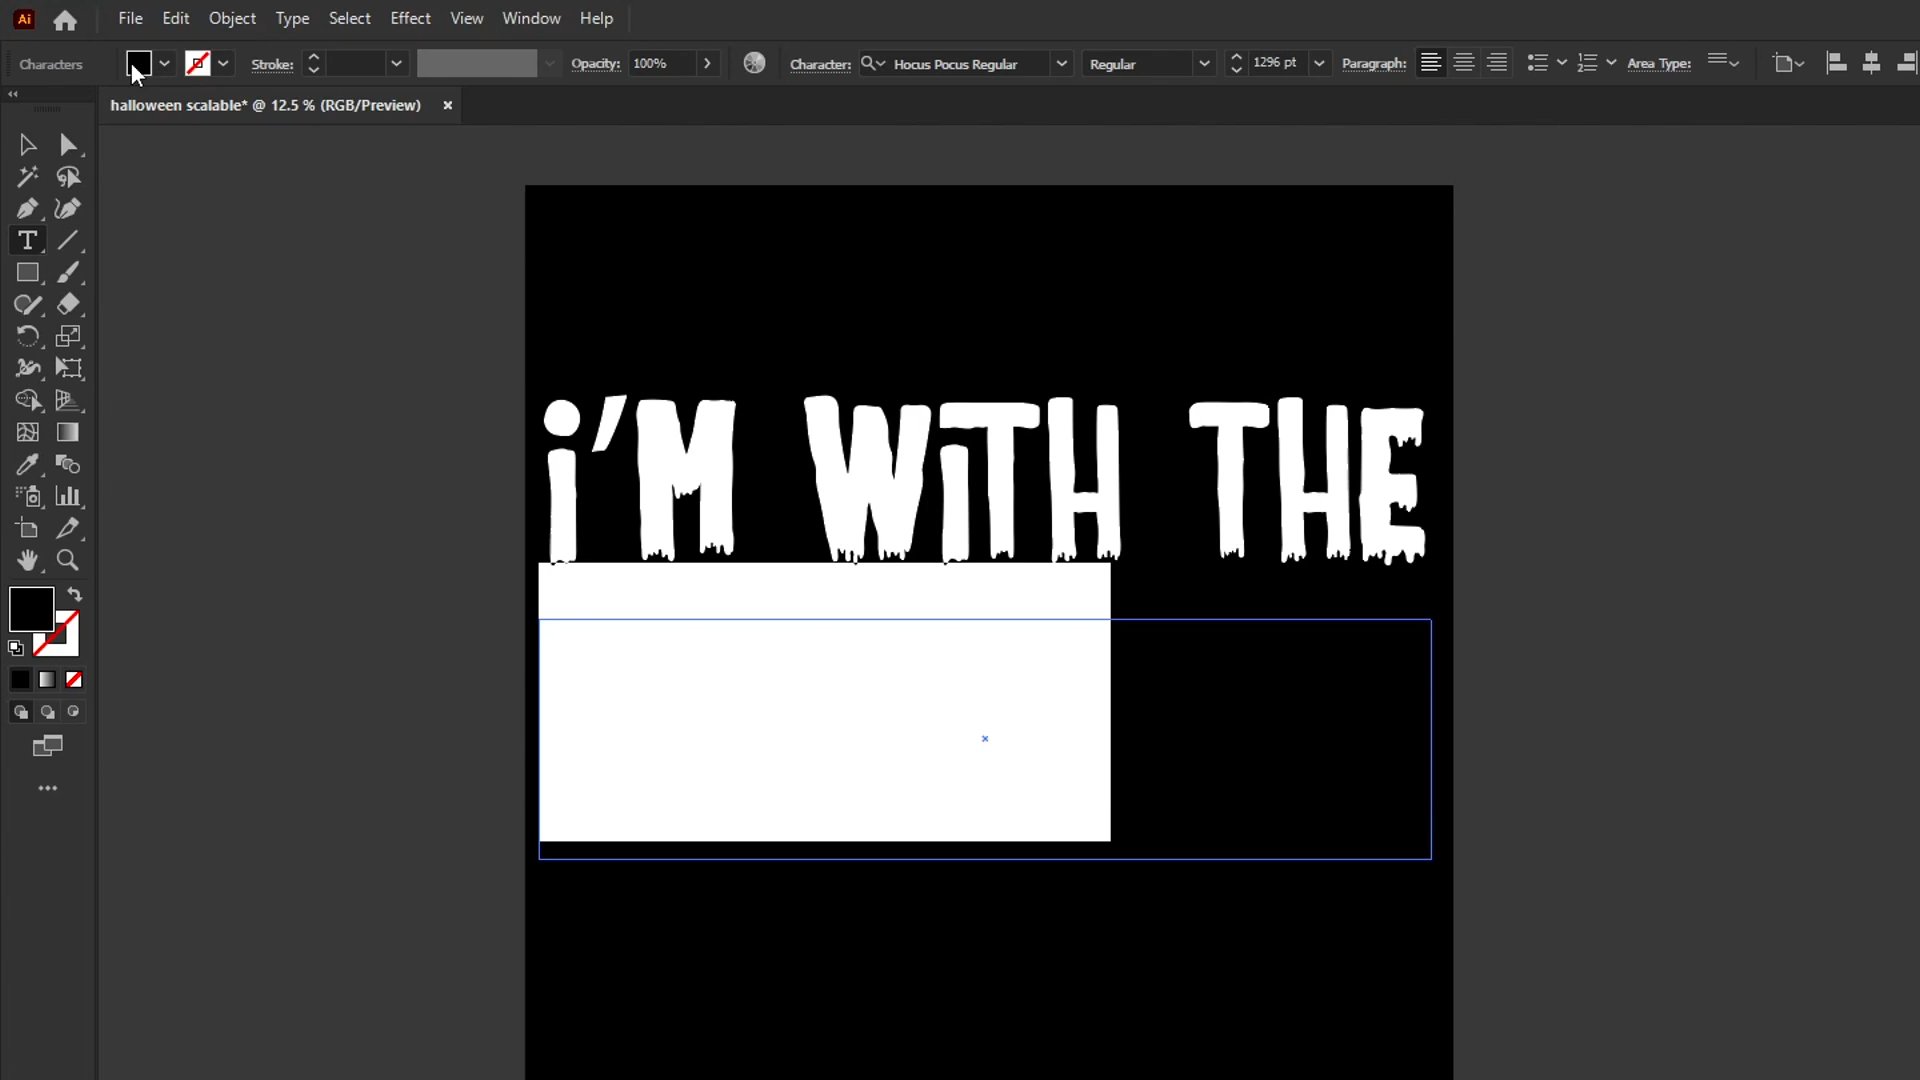 Ai File Edit Object Type Select Effect View Window Help
Characters Stroke: Opacity: 100% Character: Hocus Pocus Regular Regular 1296 pt Paragraph: Area Type:
halloween scalable* @ 12.5 % (RGB/Preview) ×
i'M WiTH THE